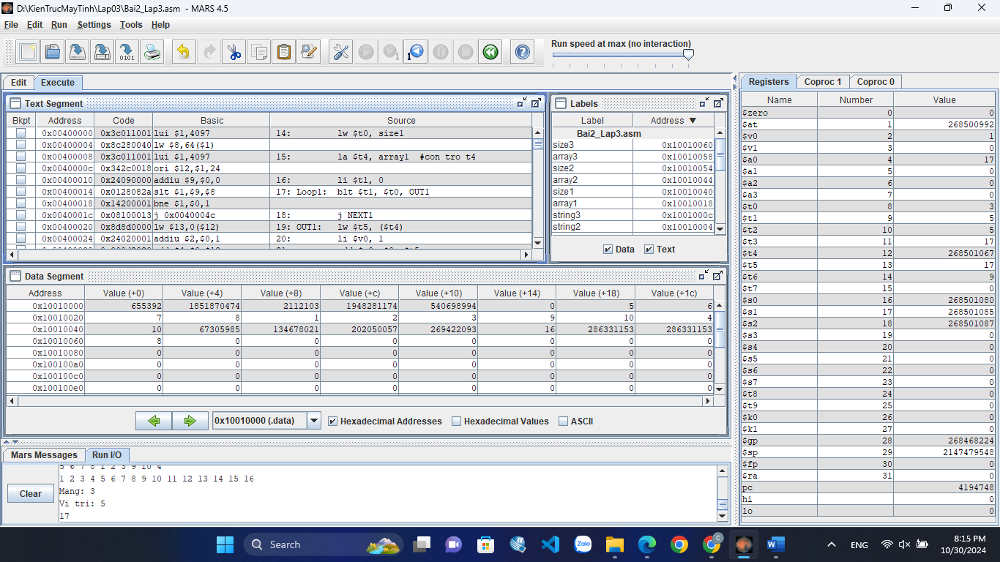 D:\KienTrucMayTinh\Lap03\Bai2_Lap3.asm - MARS 4.5
File Edit Run Settings Tools Help
Run speed at max (no interaction)
Edit Execute
Registers Coproc 1 Coproc 0
Text Segment
Bkpt Address Code Basic Source
0x00400000 0x3c011001 lui $1,4097 14: lw $t0, size1
0x00400004 0x8c280040 lw $8,64($1)
0x00400008 0x3c011001 lui $1,4097 15: la $t4, array1 #con tro t4
0x0040000c 0x342c0018 ori $12,$1,24
0x00400010 0x24090000 addiu $9,$0,0 16: li $t1, 0
0x00400014 0x0128082a slt $1,$9,$8 17: Loop1: blt $t1, $t0, OUT1
0x00400018 0x14200001 bne $1,$0,1
0x0040001c 0x08100013 j 0x0040004c 18: j NEXT1
0x00400020 0x8d8d0000 lw $13,0($12) 19: OUT1: lw $t5, ($t4)
0x00400024 0x24020001 addiu $2,$0,1 20: li $v0, 1
Labels
Label Address ▼
Bai2_Lap3.asm
size3 0x10010060
array3 0x10010058
size2 0x10010054
array2 0x10010044
size1 0x10010040
array1 0x10010018
string3 0x1001000c
string2 0x10010004
Data Text
Data Segment
Address Value (+0) Value (+4) Value (+8) Value (+c) Value (+10) Value (+14) Value (+18) Value (+1c)
0x10010000 655392 1851870474 2112103 1948281174 540698994 0 5 6
0x10010020 7 8 1 2 3 9 10 4
0x10010040 10 67305985 134678021 202050057 269422093 16 286331153 286331153
0x10010060 8 0 0 0 0 0 0 0
0x10010080 0 0 0 0 0 0 0 0
0x100100a0 0 0 0 0 0 0 0 0
0x100100c0 0 0 0 0 0 0 0 0
0x100100e0 0 0 0 0 0 0 0 0
0x10010000 (.data) Hexadecimal Addresses Hexadecimal Values ASCII
Mars Messages Run I/O
Clear
5 6 7 8 1 2 3 9 10 4
1 2 3 4 5 6 7 8 9 10 11 12 13 14 15 16
Mang: 3
Vi tri: 5
17
Name Number Value
$zero 0 0
$at 1 268500992
$v0 2 1
$v1 3 0
$a0 4 17
$a1 5 0
$a2 6 0
$a3 7 0
$t0 8 3
$t1 9 5
$t2 10 5
$t3 11 17
$t4 12 268501067
$t5 13 17
$t6 14 9
$t7 15 0
$s0 16 268501080
$s1 17 268501085
$s2 18 268501087
$s3 19 0
$s4 20 0
$s5 21 0
$s6 22 0
$s7 23 0
$t8 24 0
$t9 25 0
$k0 26 0
$k1 27 0
$gp 28 268468224
$sp 29 2147479548
$fp 30 0
$ra 31 0
pc 4194748
hi 0
lo 0
Search
Zalo
C
W
ENG
8:15 PM
10/30/2024